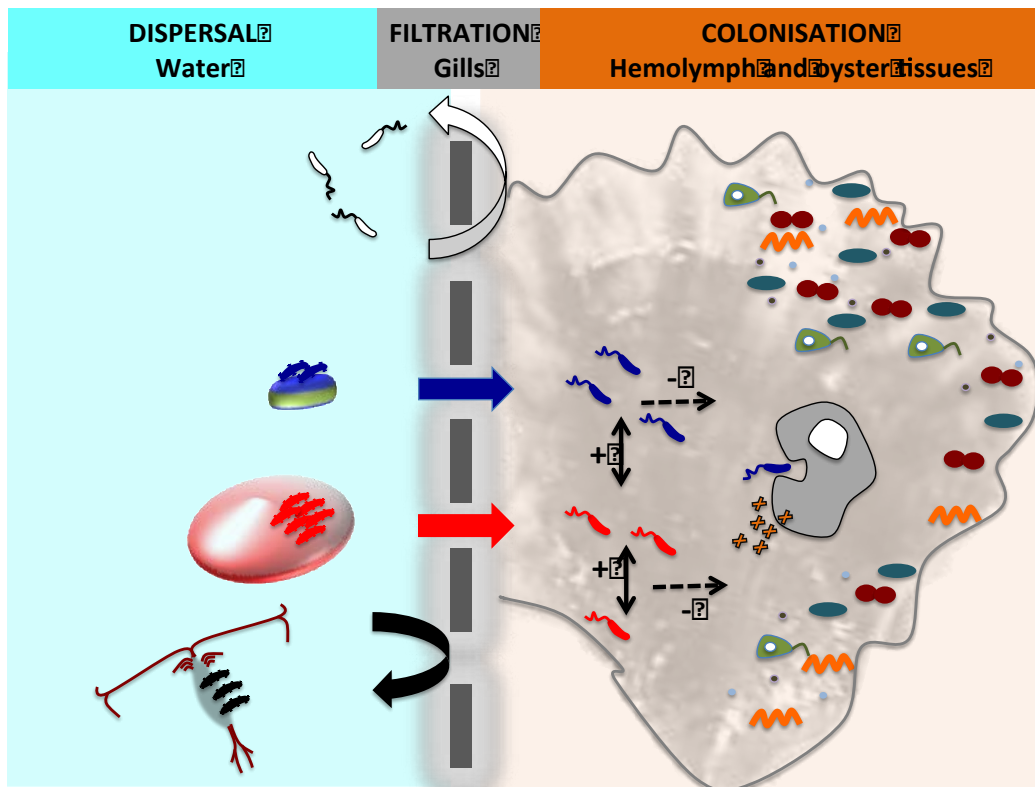 DISPERSAL⍰
Water⍰
FILTRATION⍰
Gills⍰
COLONISATION⍰
Hemolymph⍰and⍰oyster⍰tissues⍰
-⍰
+⍰
+⍰
-⍰